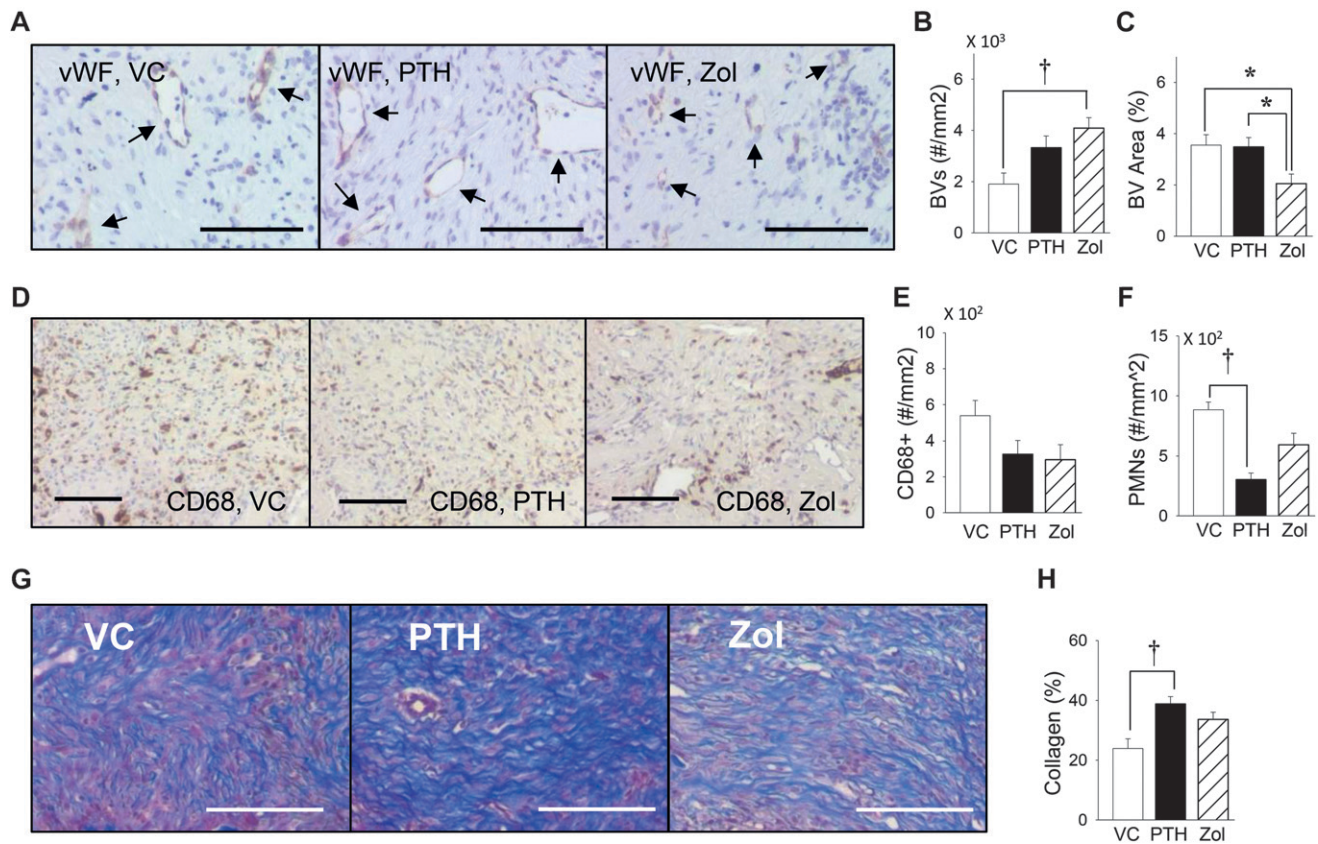 A
vWF, VC
vWF, PTH
vWF, Zol
B
X 10³
BVs (#/mm2)
6
4
2
0
†
VC PTH Zol
C
BV Area (%)
8
6
4
2
0
*
*
VC PTH Zol
D
CD68, VC
CD68, PTH
CD68, Zol
E
X 10²
CD68+ (#/mm2)
10
8
6
4
2
0
VC PTH Zol
F
X 10²
PMNs (#/mm^2)
15
10
5
0
†
VC PTH Zol
G
VC
PTH
Zol
H
Collagen (%)
60
40
20
0
†
VC PTH Zol